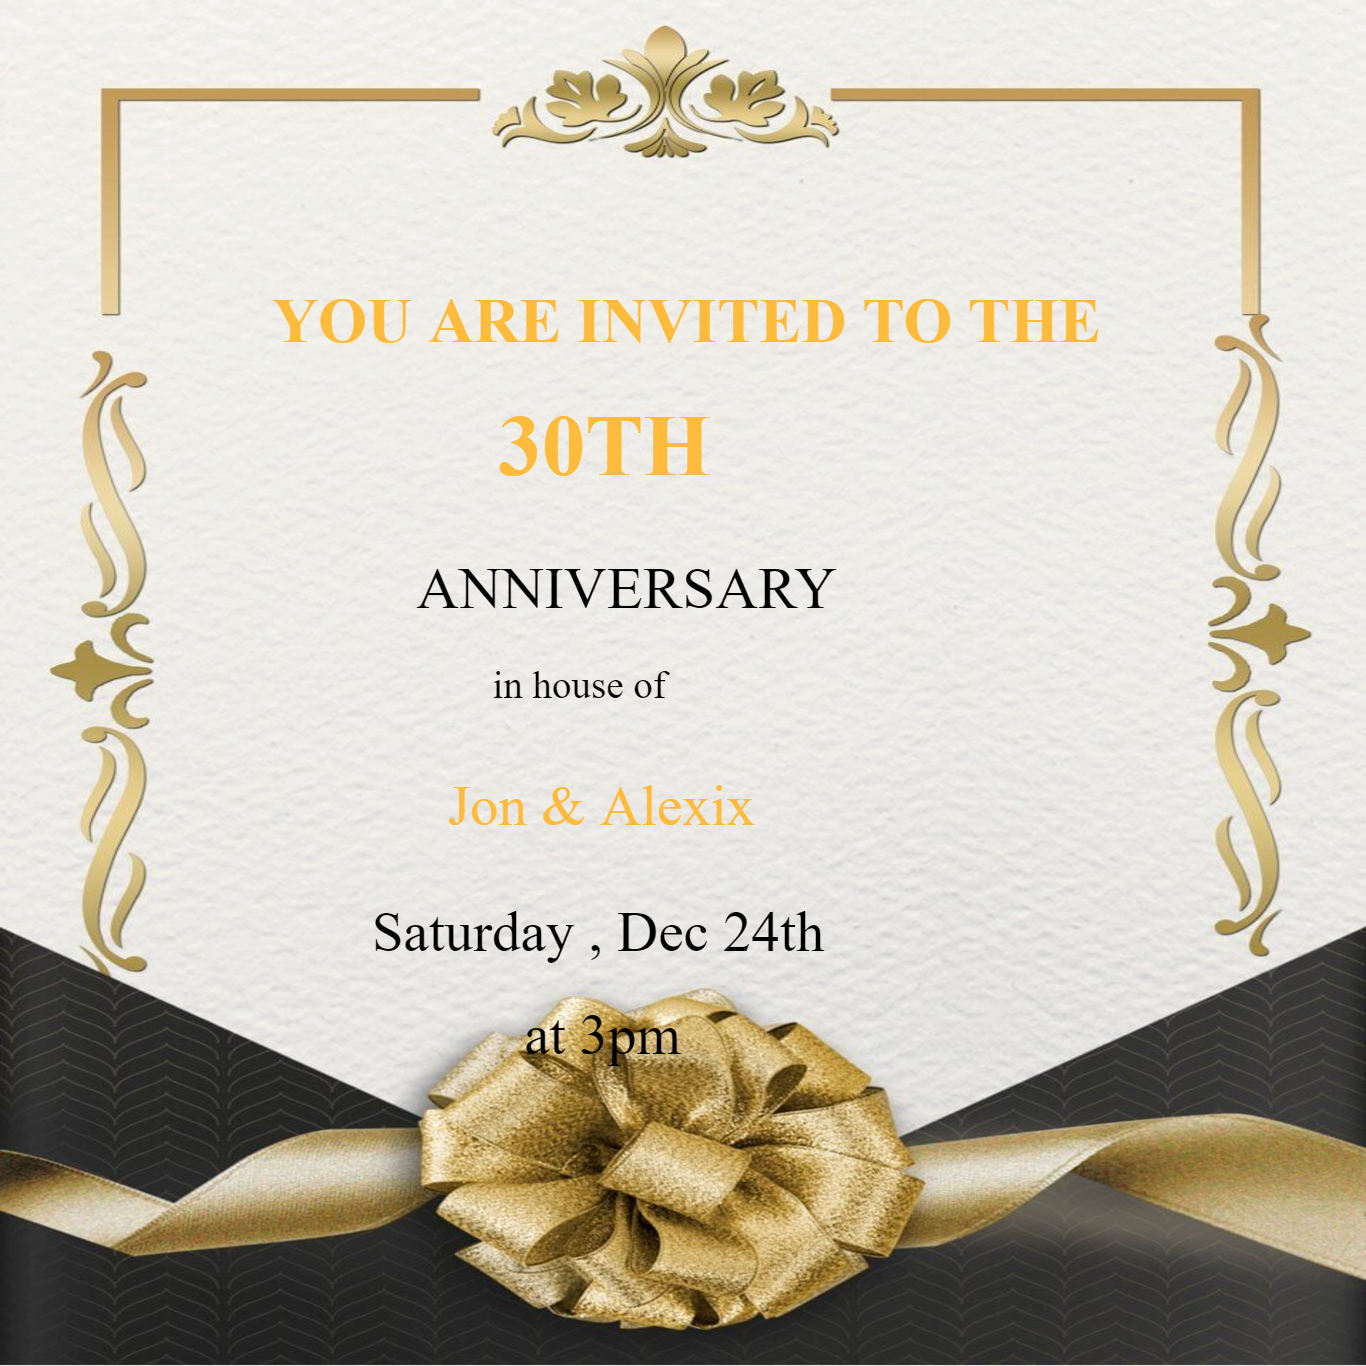 YOU ARE INVITED TO THE
30TH
ANNIVERSARY
in house of
Jon & Alexix
Saturday , Dec 24th
at 3pm